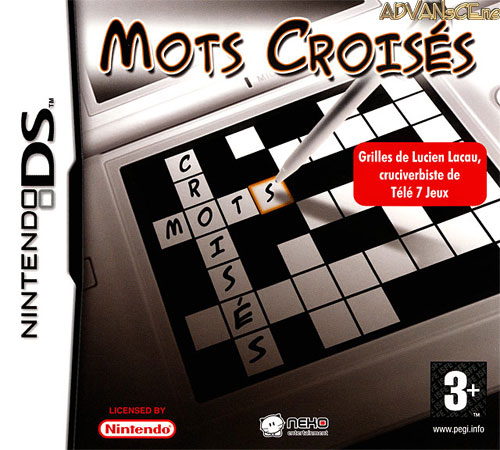 ADVANsCEne
MOTS CROISÉS
NINTENDO DS™
CROISÉS
MOTS
Grilles de Lucien Lacau,
cruciverbiste de
Télé 7 Jeux
LICENSED BY
Nintendo
NEKO
entertainment
3+
www.pegi.info